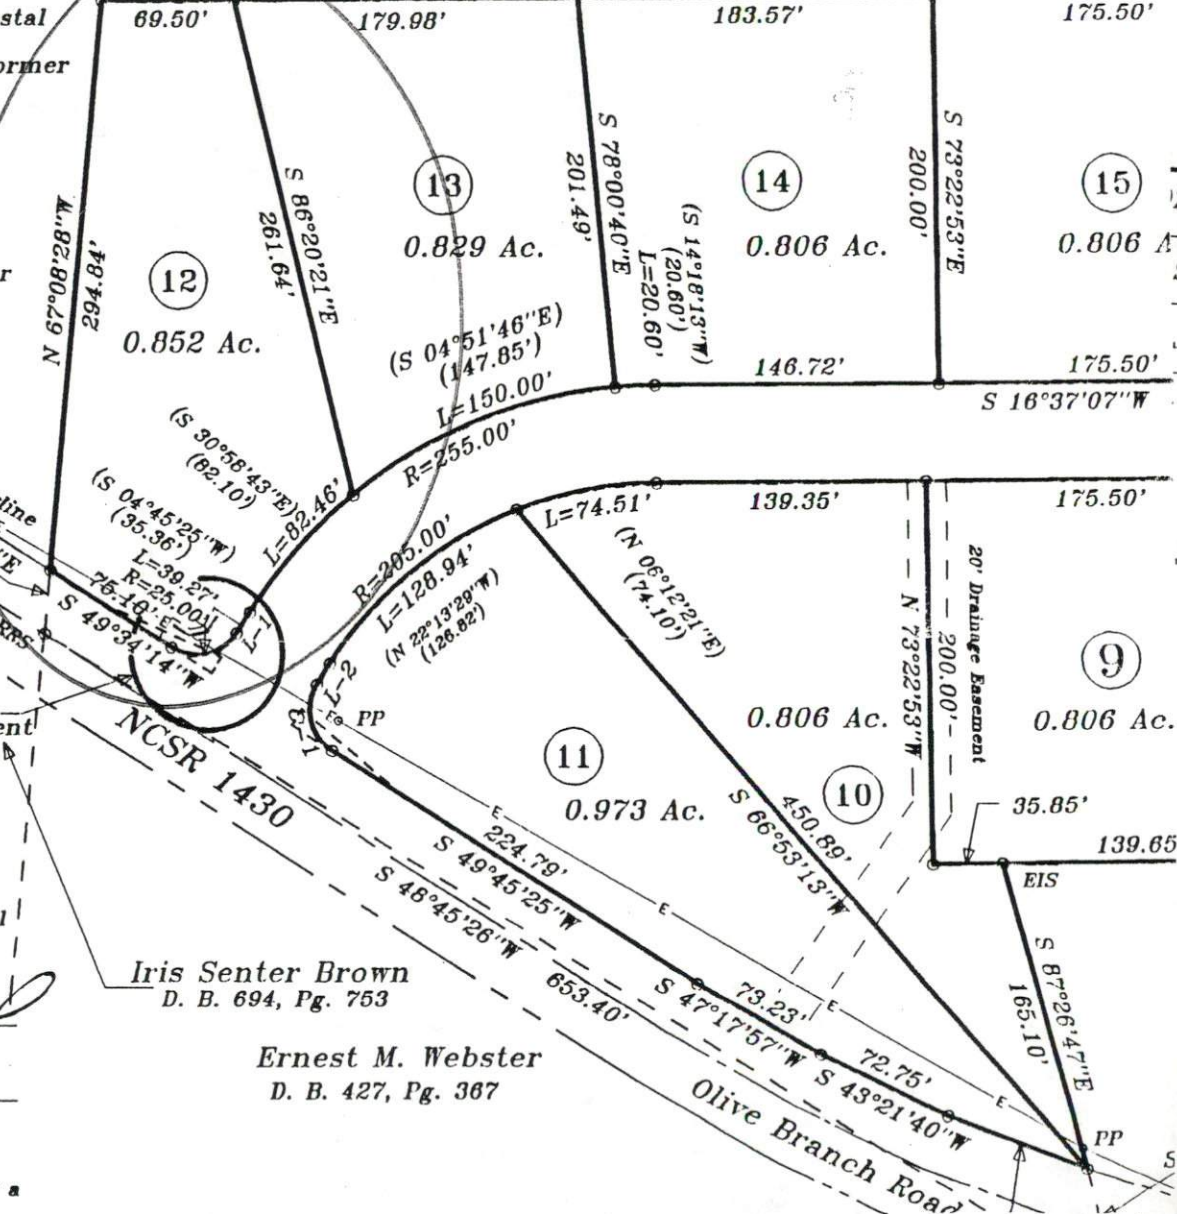 stal
69.50'
179.98'
183.57'
175.50'
ormer
N 67°08'28"W
294.84'
S 86°20'21"E
261.64'
S 78°00'40"E
201.49'
S 73°22'53"E
200.00'
12
0.852 Ac.
13
0.829 Ac.
14
0.806 Ac.
15
0.806 A
r
(S 14°18'13"W)
(20.60')
L=20.60'
(S 04°51'46"E)
(147.85')
L=150.00'
R=255.00'
146.72'
175.50'
S 16°37'07"W
(S 30°58'43"E)
(82.10')
L=82.46'
(S 04°45'25"W)
(35.36')
L=39.27'
R=25.00'
line
"E
75.10'
S 49°34'14"W
E
L-1
L-2
L-3
R=205.00'
L=128.94'
(N 22°13'29"W)
(126.82')
L=74.51'
(N 06°12'21"E)
(74.10')
139.35'
175.50'
20' Drainage Easement
N 73°22'53"W
200.00'
9
0.806 Ac.
0.806 Ac.
10
11
0.973 Ac.
E
PP
ent
NCSR 1430
35.85'
139.65
EIS
E
224.79'
S 49°45'25"W
S 48°45'26"W
653.40'
450.89'
S 66°53'13"W
E
S 87°26'47"E
165.10'
73.23'
S 47°17'57"W
E
72.75'
S 43°21'40"W
E
PP
S
l
Iris Senter Brown
D. B. 694, Pg. 753
Ernest M. Webster
D. B. 427, Pg. 367
Olive Branch Road
a